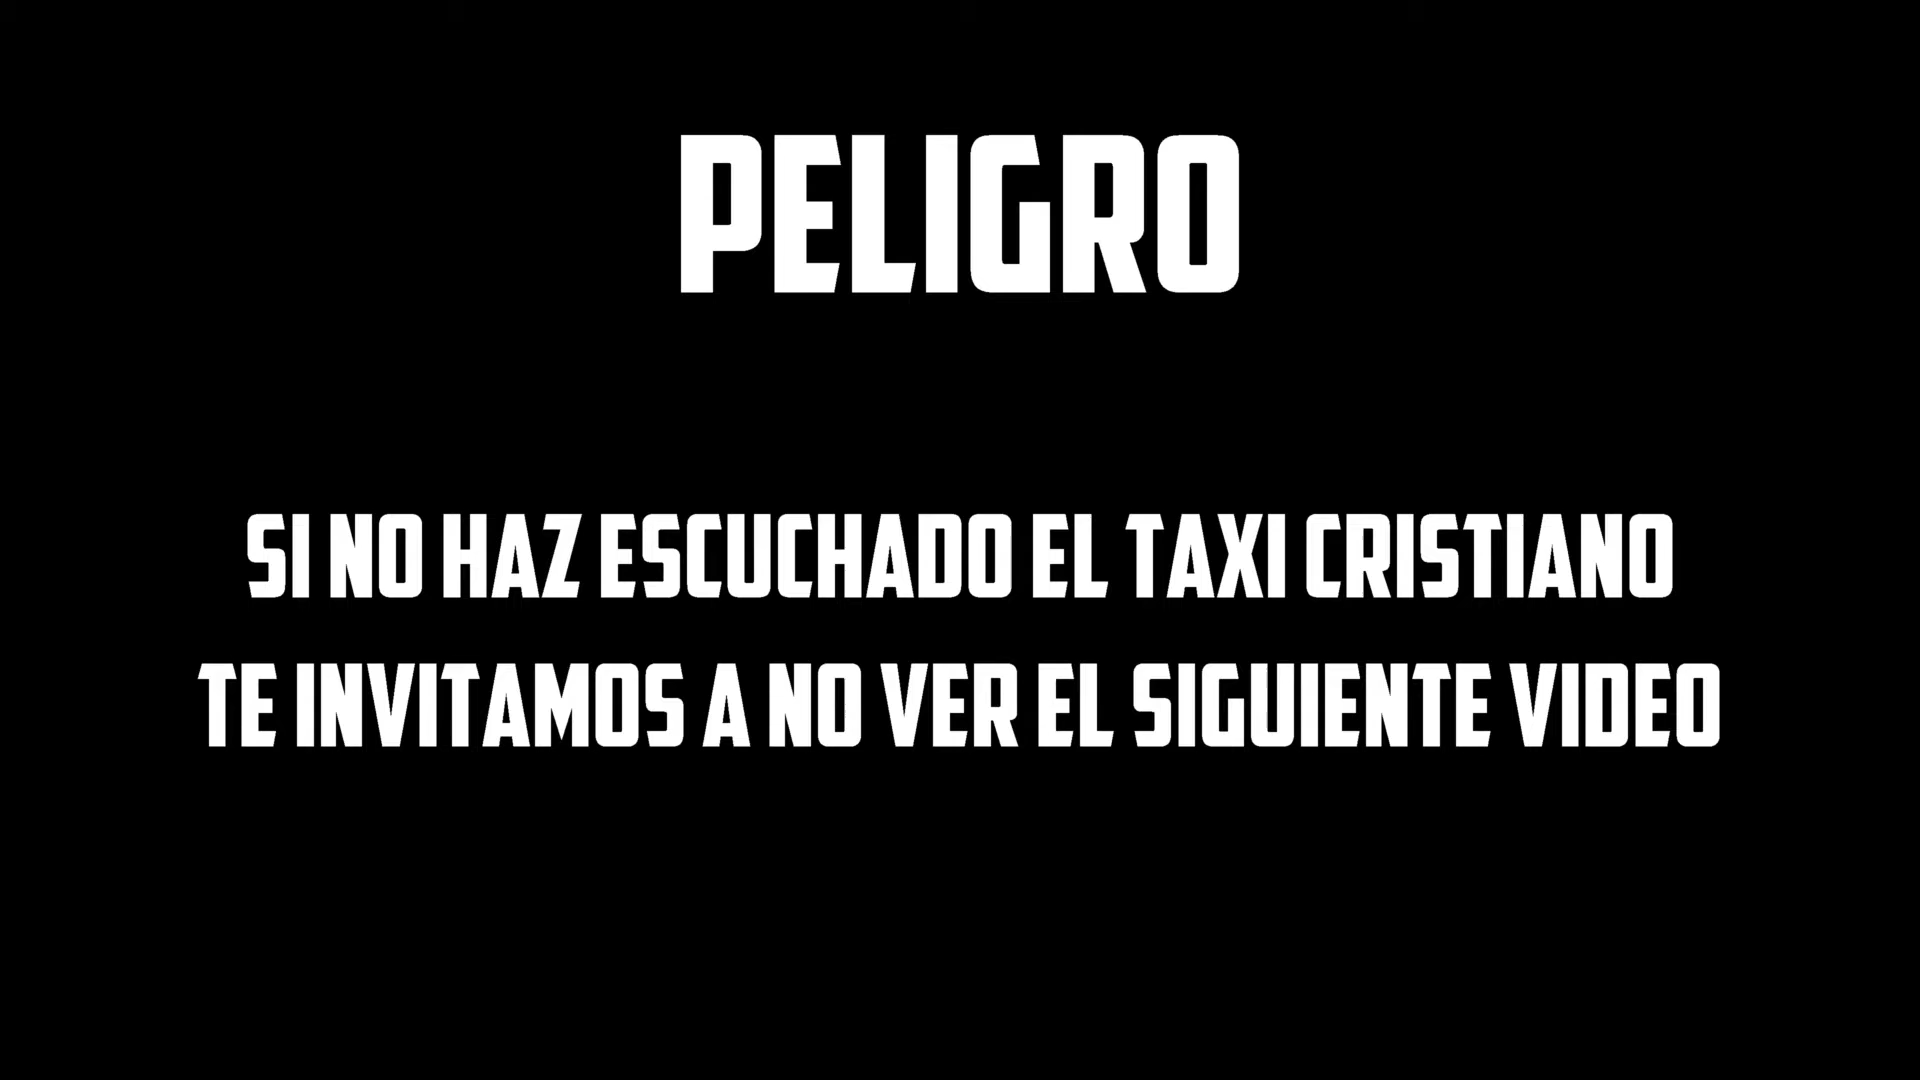 PELIGRO
SI NO HAZ ESCUCHADO EL TAXI CRISTIANO
TE INVITAMOS A NO VER EL SIGUIENTE VIDEO